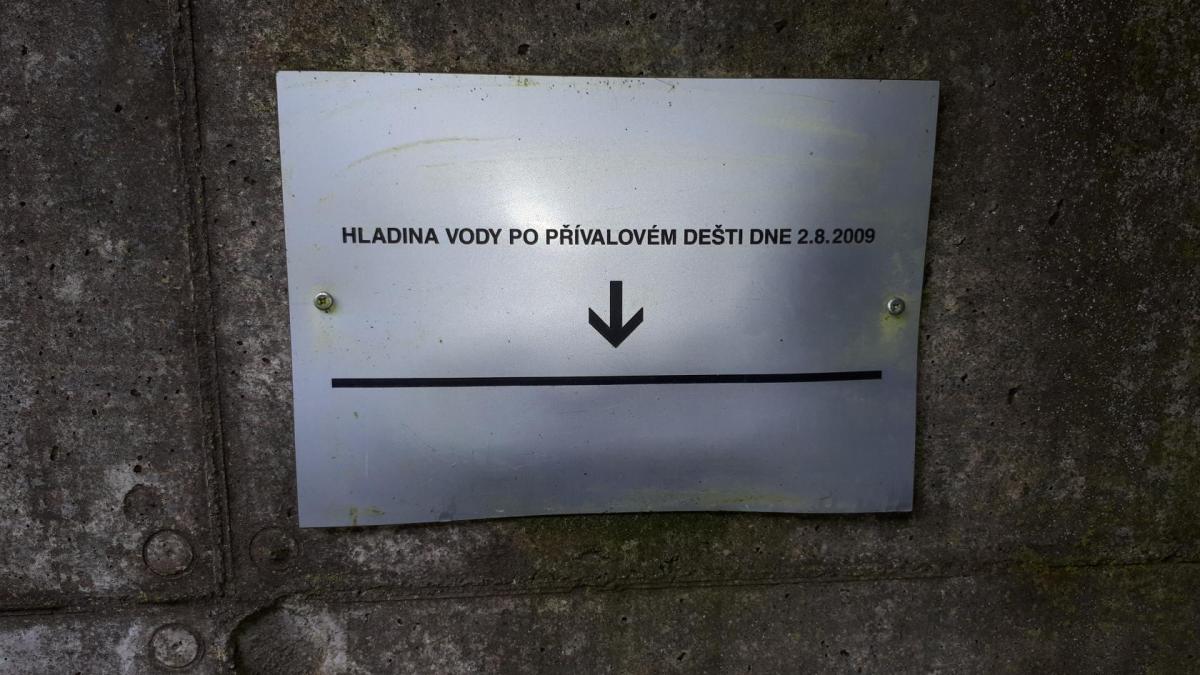 HLADINA VODY PO PŘÍVALOVÉM DEŠTI DNE 2.8.2009